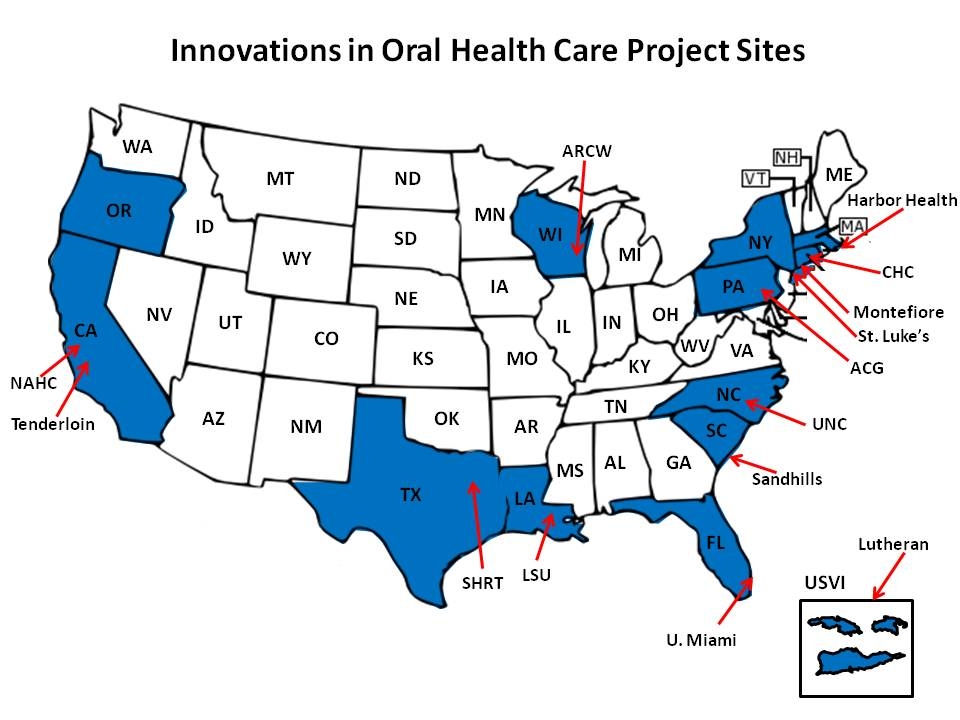 Innovations in Oral Health Care Project Sites
WA
MT
ND
MN
ARCW
NH
VT
ME
Harbor Health
OR
ID
SD
WI
MI
NY
MA
WY
CHC
NE
IA
PA
Montefiore
NV
UT
CO
IL
IN
OH
St. Luke's
CA
KS
MO
WV
VA
ACG
KY
NAHC
NC
Tenderloin
AZ
NM
OK
AR
TN
SC
UNC
MS
AL
GA
Sandhills
TX
LA
FL
Lutheran
SHRT
LSU
USVI
U. Miami